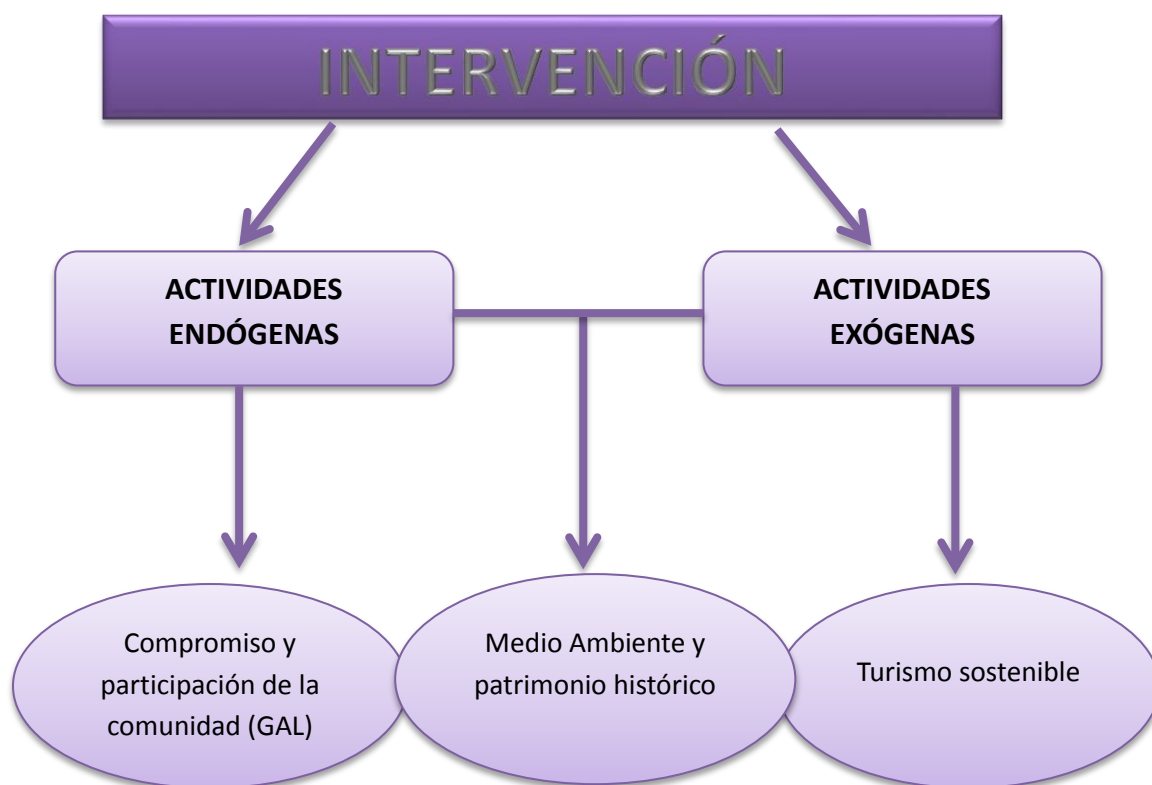 INTERVENCIÓN
ACTIVIDADES
ENDÓGENAS
ACTIVIDADES
EXÓGENAS
Compromiso y
participación de la
comunidad (GAL)
Medio Ambiente y
patrimonio histórico
Turismo sostenible